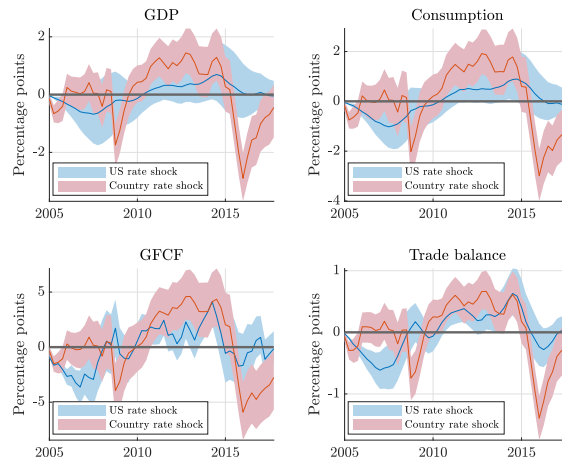 GDP
Percentage points
2
0
-2
US rate shock
Country rate shock
2005 2010 2015
Consumption
Percentage points
2
0
-2
-4
US rate shock
Country rate shock
2005 2010 2015
GFCF
Percentage points
5
0
-5
US rate shock
Country rate shock
2005 2010 2015
Trade balance
Percentage points
1
0
-1
US rate shock
Country rate shock
2005 2010 2015